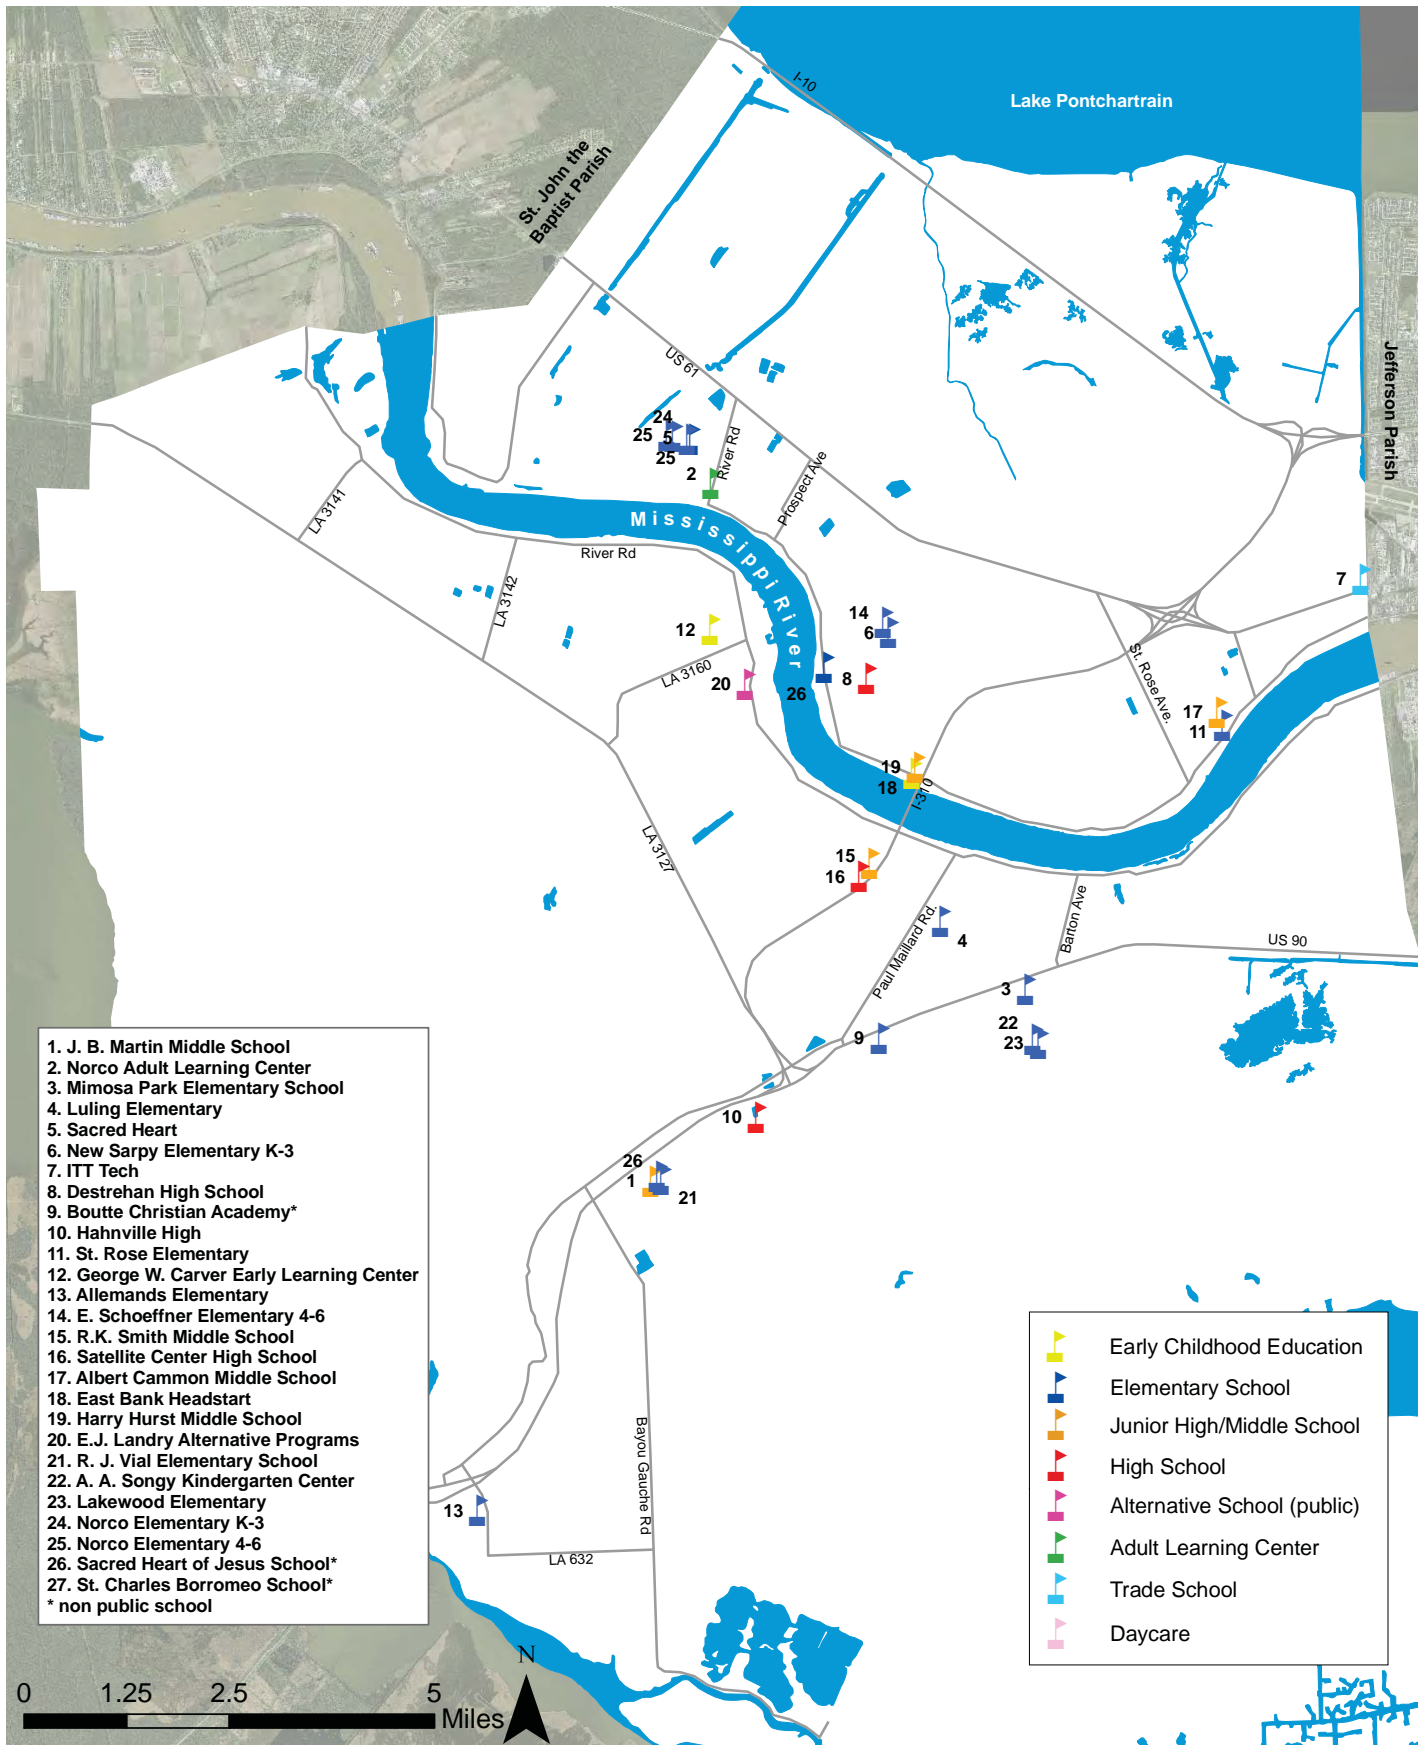 I-10
Lake Pontchartrain
St. John the
Baptist Parish
US 61
Jefferson Parish
24
25
5
25
2
River Rd
Prospect Ave
LA 3141
Mississippi River
River Rd
LA 3142
7
14
6
12
LA 3160
20
26
8
St. Rose Ave.
17
11
19
18
I-310
LA 3127
15
16
Paul Maillard Rd.
4
Barton Ave
US 90
3
22
23
9
10
26
1
21
1. J. B. Martin Middle School
2. Norco Adult Learning Center
3. Mimosa Park Elementary School
4. Luling Elementary
5. Sacred Heart
6. New Sarpy Elementary K-3
7. ITT Tech
8. Destrehan High School
9. Boutte Christian Academy*
10. Hahnville High
11. St. Rose Elementary
12. George W. Carver Early Learning Center
13. Allemands Elementary
14. E. Schoeffner Elementary 4-6
15. R.K. Smith Middle School
16. Satellite Center High School
17. Albert Cammon Middle School
18. East Bank Headstart
19. Harry Hurst Middle School
20. E.J. Landry Alternative Programs
21. R. J. Vial Elementary School
22. A. A. Songy Kindergarten Center
23. Lakewood Elementary
24. Norco Elementary K-3
25. Norco Elementary 4-6
26. Sacred Heart of Jesus School*
27. St. Charles Borromeo School*
* non public school
Bayou Gauche Rd
13
LA 632
Early Childhood Education
Elementary School
Junior High/Middle School
High School
Alternative School (public)
Adult Learning Center
Trade School
Daycare
N
0 1.25 2.5 5
Miles